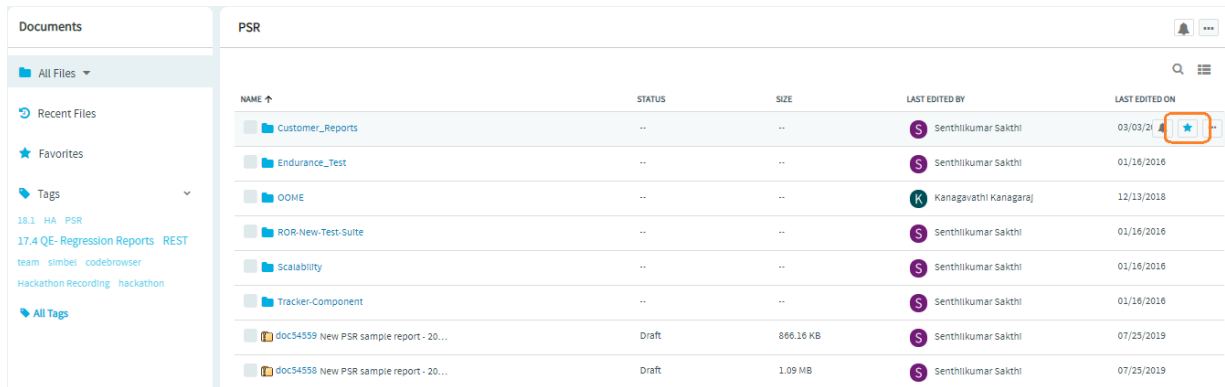 Documents
PSR
All Files
Recent Files
Favorites
Tags
18.1 HA PSR
17.4 QE- Regression Reports REST
team simbel codebrowser
Hackathon Recording hackathon
All Tags
NAME STATUS SIZE LAST EDITED BY LAST EDITED ON
Customer_Reports -- -- S Senthilkumar Sakthi 03/03/2
Endurance_Test -- -- S Senthilkumar Sakthi 01/16/2016
OOME -- -- K Kanagavathi Kanagaraj 12/13/2018
ROR-New-Test-Suite -- -- S Senthilkumar Sakthi 01/16/2016
Scalability -- -- S Senthilkumar Sakthi 01/16/2016
Tracker-Component -- -- S Senthilkumar Sakthi 01/16/2016
doc54559 New PSR sample report - 20... Draft 866.16 KB S Senthilkumar Sakthi 07/25/2019
doc54558 New PSR sample report - 20... Draft 1.09 MB S Senthilkumar Sakthi 07/25/2019